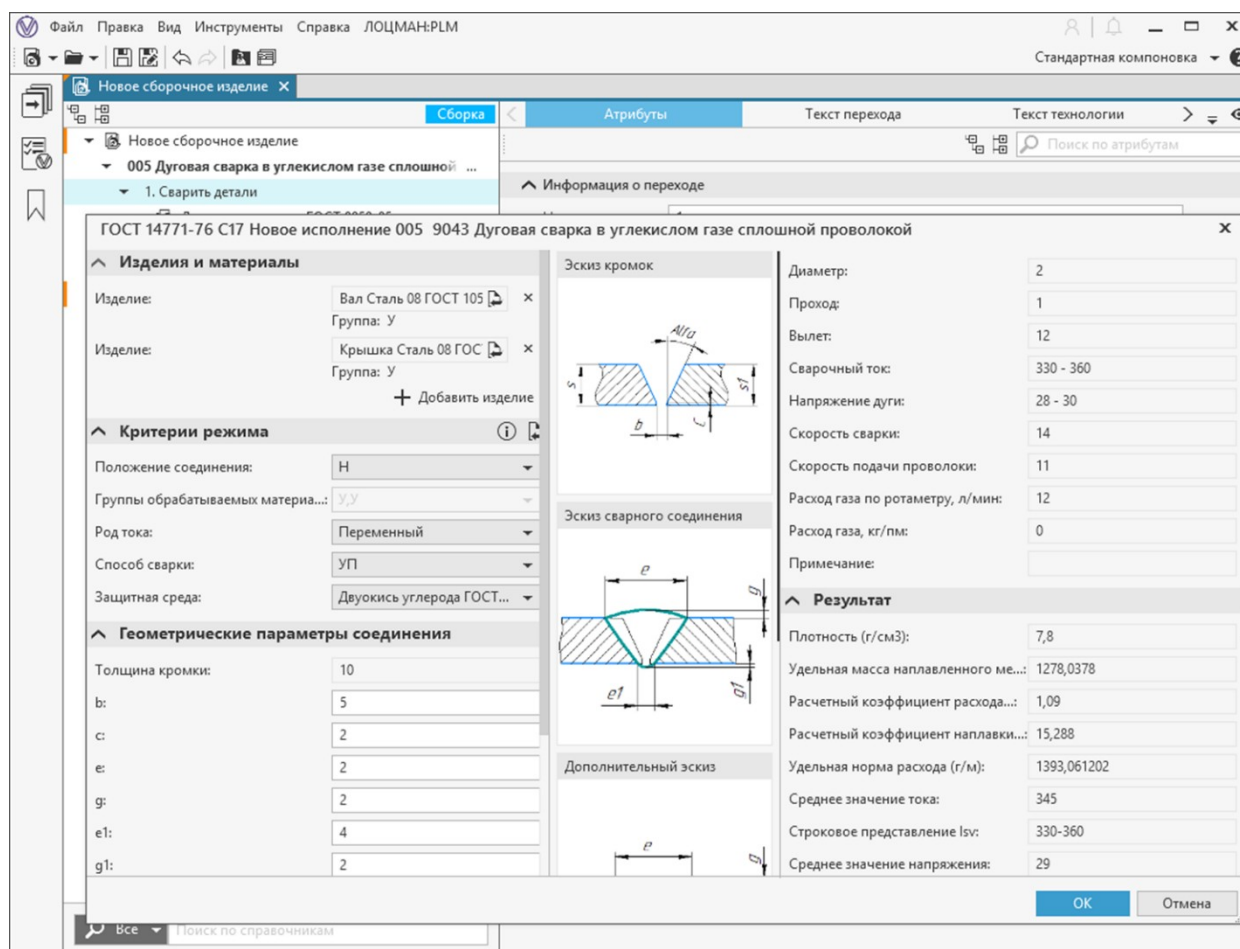 Файл Правка Вид Инструменты Справка ЛОЦМАН:PLM
Стандартная компоновка
Новое сборочное изделие
Сборка
Атрибуты Текст перехода Текст технологии
Новое сборочное изделие
Поиск по атрибутам
005 Дуговая сварка в углекислом газе сплошной ...
1. Сварить детали
Информация о переходе
ГОСТ 14771-76 С17 Новое исполнение 005 9043 Дуговая сварка в углекислом газе сплошной проволокой
Изделия и материалы
Изделие: Вал Сталь 08 ГОСТ 105
Группа: У
Изделие: Крышка Сталь 08 ГОС
Группа: У
Добавить изделие
Критерии режима
Положение соединения: Н
Группы обрабатываемых материа...: У,У
Род тока: Переменный
Способ сварки: УП
Защитная среда: Двуокись углерода ГОСТ...
Геометрические параметры соединения
Толщина кромки: 10
b: 5
c: 2
e: 2
g: 2
e1: 4
g1: 2
Эскиз кромок
Alfa
s
s1
b
c
Эскиз сварного соединения
e
g
e1
g1
Дополнительный эскиз
e
g
Диаметр: 2
Проход: 1
Вылет: 12
Сварочный ток: 330 - 360
Напряжение дуги: 28 - 30
Скорость сварки: 14
Скорость подачи проволоки: 11
Расход газа по ротаметру, л/мин: 12
Расход газа, кг/пм: 0
Примечание:
Результат
Плотность (г/см3): 7,8
Удельная масса наплавленного ме...: 1278,0378
Расчетный коэффициент расхода...: 1,09
Расчетный коэффициент наплавки...: 15,288
Удельная норма расхода (г/м): 1393,061202
Среднее значение тока: 345
Строковое представление Isv: 330-360
Среднее значение напряжения: 29
ОК Отмена
Все Поиск по справочникам